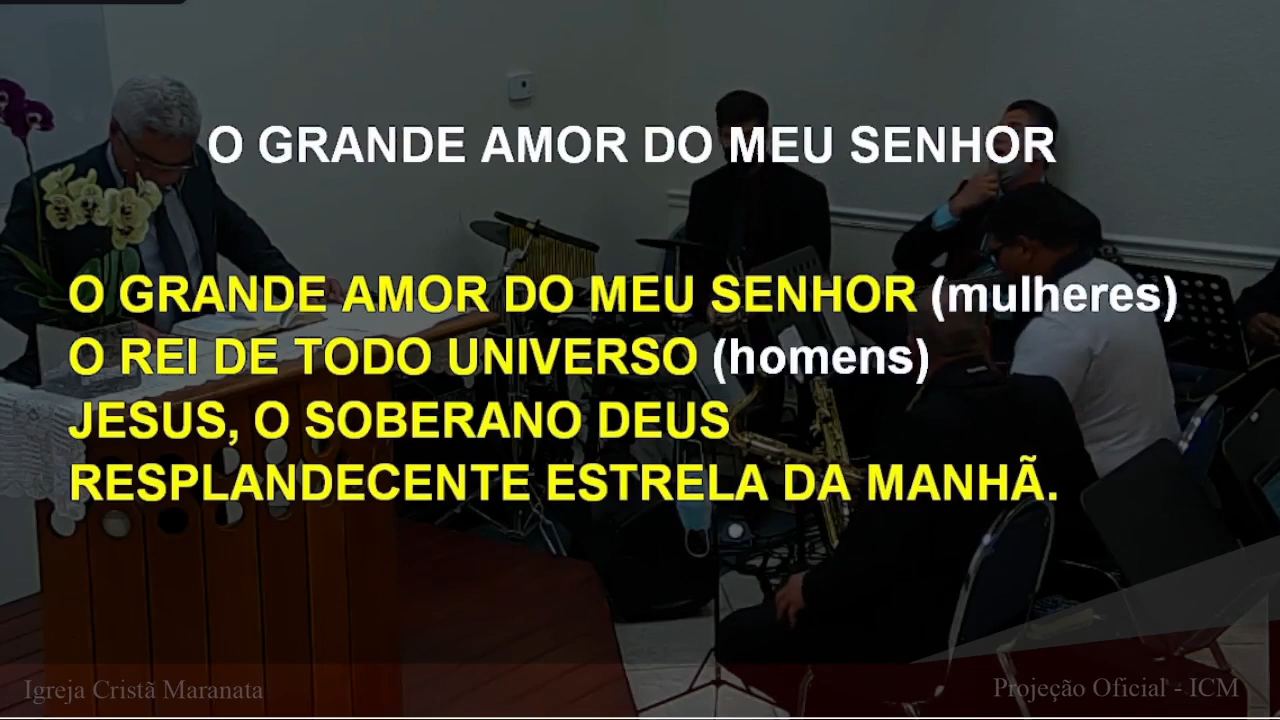 O GRANDE AMOR DO MEU SENHOR
O GRANDE AMOR DO MEU SENHOR (mulheres)
O REI DE TODO UNIVERSO (homens)
JESUS, O SOBERANO DEUS
RESPLANDECENTE ESTRELA DA MANHÃ.
Igreja Cristã Maranata
Projeção Oficial - ICM